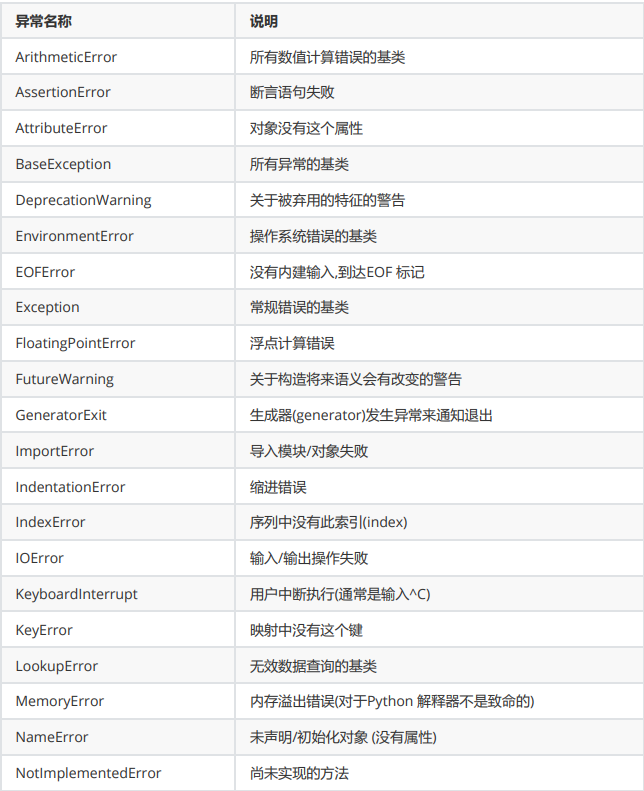 异常名称 说明
ArithmeticError 所有数值计算错误的基类
AssertionError 断言语句失败
AttributeError 对象没有这个属性
BaseException 所有异常的基类
DeprecationWarning 关于被弃用的特征的警告
EnvironmentError 操作系统错误的基类
EOFError 没有内建输入,到达EOF 标记
Exception 常规错误的基类
FloatingPointError 浮点计算错误
FutureWarning 关于构造将来语义会有改变的警告
GeneratorExit 生成器(generator)发生异常来通知退出
ImportError 导入模块/对象失败
IndentationError 缩进错误
IndexError 序列中没有此索引(index)
IOError 输入/输出操作失败
KeyboardInterrupt 用户中断执行(通常是输入^C)
KeyError 映射中没有这个键
LookupError 无效数据查询的基类
MemoryError 内存溢出错误(对于Python 解释器不是致命的)
NameError 未声明/初始化对象 (没有属性)
NotImplementedError 尚未实现的方法